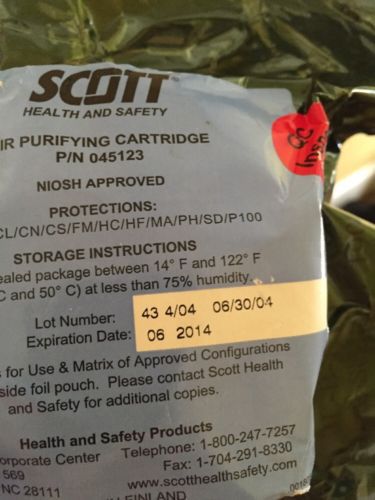 SCOTT
HEALTH AND SAFETY
IR PURIFYING CARTRIDGE
P/N 045123
NIOSH APPROVED
PROTECTIONS:
CL/CN/CS/FM/HC/HF/MA/PH/SD/P100
STORAGE INSTRUCTIONS
ealed package between 14° F and 122° F
C and 50° C) at less than 75% humidity.
Lot Number: 43 4/04 06/30/04
Expiration Date: 06 2014
s for Use & Matrix of Approved Configurations
side foil pouch. Please contact Scott Health
and Safety for additional copies.
Health and Safety Products
orporate Center Telephone: 1-800-247-7257
569 Fax: 1-704-291-8330
NC 28111 www.scotthealthsafety.com
FINLAND
QC